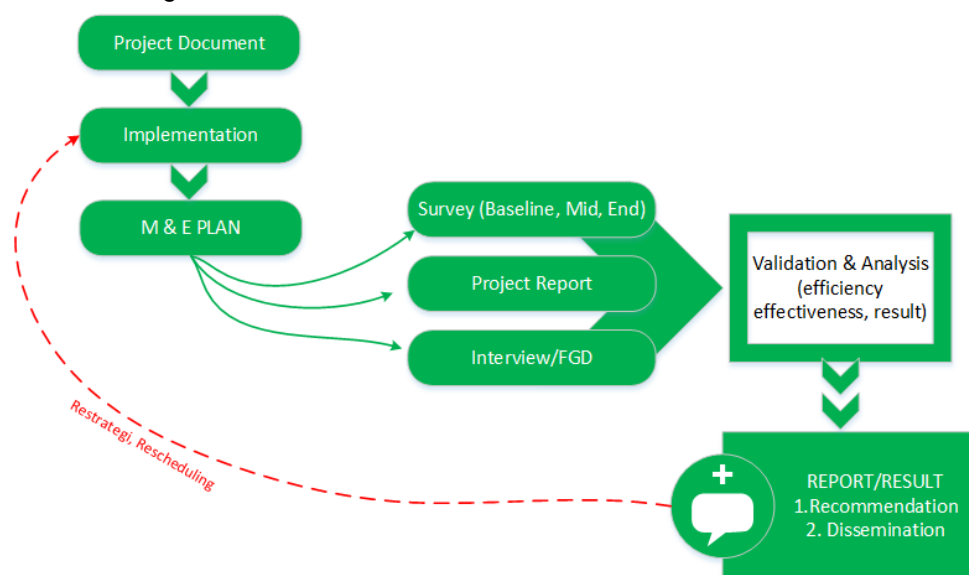 Project Document
Implementation
M & E PLAN
Survey (Baseline, Mid, End)
Project Report
Interview/FGD
Validation & Analysis
(efficiency
effectiveness, result)
Restrategi, Rescheduling
REPORT/RESULT
1.Recommendation
2. Dissemination